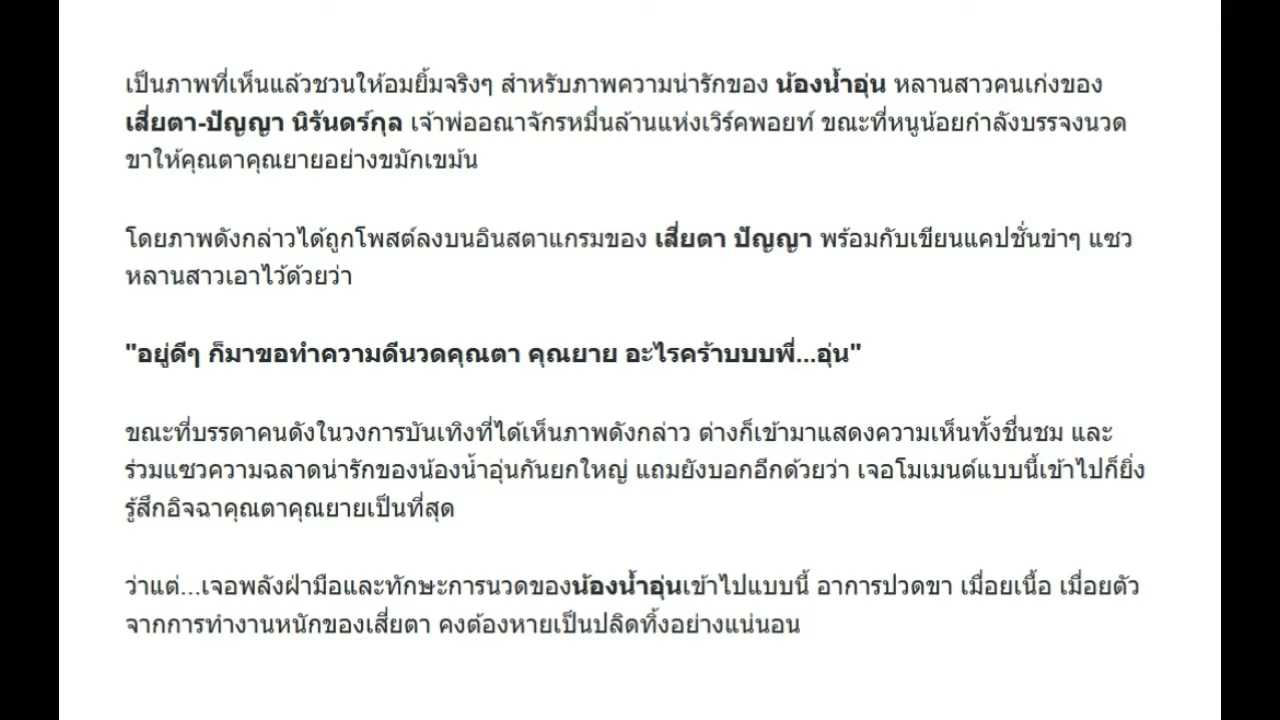 เป็นภาพที่เห็นแล้วชวนให้อมยิ้มจริงๆ สำหรับภาพความน่ารักของ น้องน้ำอุ่น หลานสาวคนเก่งของ
เสี่ยตา-ปัญญา นิรันดร์กุล เจ้าพ่ออณาจักรหมื่นล้านแห่งเวิร์คพอยท์ ขณะที่หนูน้อยกำลังบรรจงนวด
ขาให้คุณตาคุณยายอย่างขมักเขม้น
โดยภาพดังกล่าวได้ถูกโพสต์ลงบนอินสตาแกรมของ เสี่ยตา ปัญญา พร้อมกับเขียนแคปชั่นขำๆ แซว
หลานสาวเอาไว้ด้วยว่า
"อยู่ดีๆ ก็มาขอทำความดีนวดคุณตา คุณยาย อะไรคร้าบบบพี่...อุ่น"
ขณะที่บรรดาคนดังในวงการบันเทิงที่ได้เห็นภาพดังกล่าว ต่างก็เข้ามาแสดงความเห็นทั้งชื่นชม และ
ร่วมแซวความฉลาดน่ารักของน้องน้ำอุ่นกันยกใหญ่ แถมยังบอกอีกด้วยว่า เจอโมเมนต์แบบนี้เข้าไปก็ยิ่ง
รู้สึกอิจฉาคุณตาคุณยายเป็นที่สุด
ว่าแต่...เจอพลังฝ่ามือและทักษะการนวดของน้องน้ำอุ่นเข้าไปแบบนี้ อาการปวดขา เมื่อยเนื้อ เมื่อยตัว
จากการทำงานหนักของเสี่ยตา คงต้องหายเป็นปลิดทิ้งอย่างแน่นอน